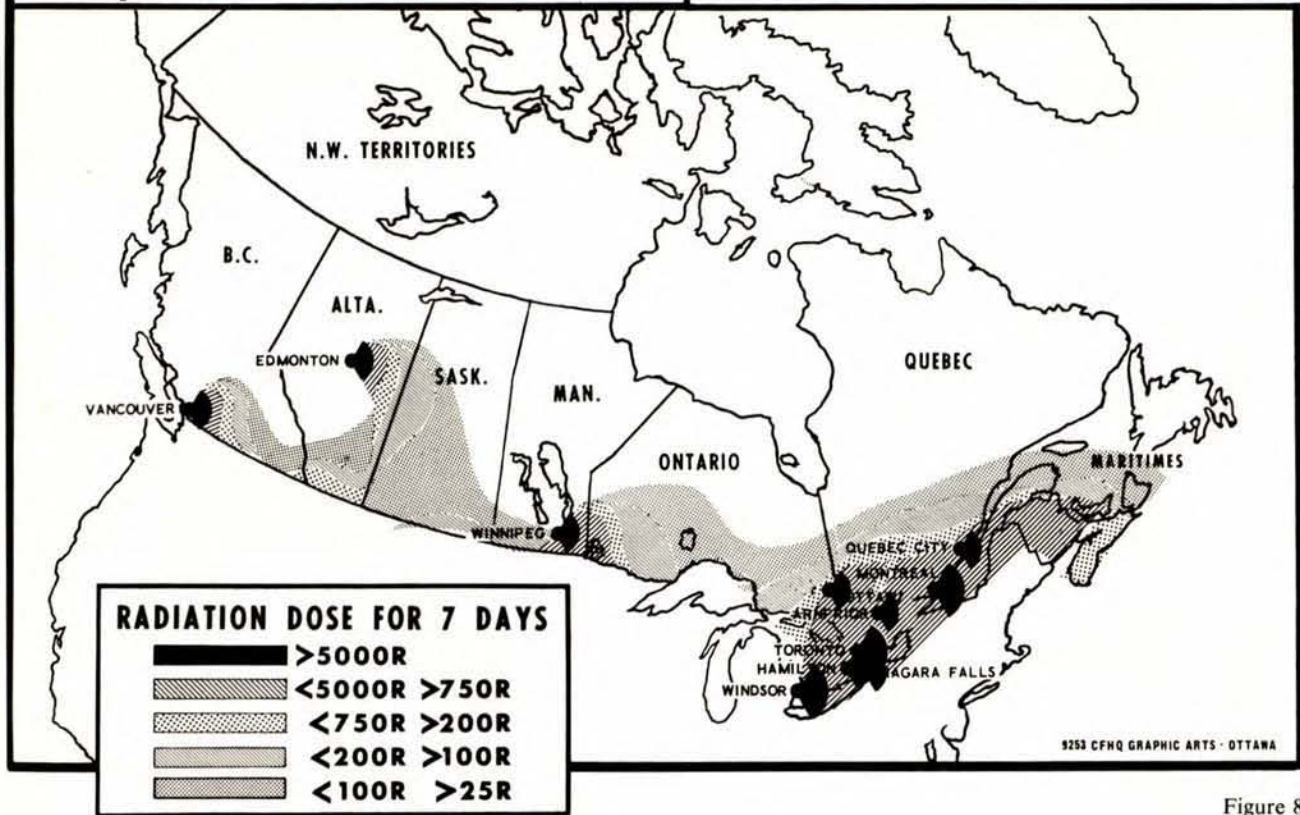 N.W. TERRITORIES
B.C.
ALTA.
EDMONTON
SASK.
MAN.
QUEBEC
VANCOUVER
ONTARIO
MARITIMES
WINNIPEG
QUEBEC CITY
MONTREAL
OTTAWA
ARNPRIOR
TORONTO
HAMILTON
NIAGARA FALLS
WINDSOR
RADIATION DOSE FOR 7 DAYS
>5000R
<5000R >750R
<750R >200R
<200R >100R
<100R >25R
9253 CFHQ GRAPHIC ARTS - OTTAWA
Figure 8